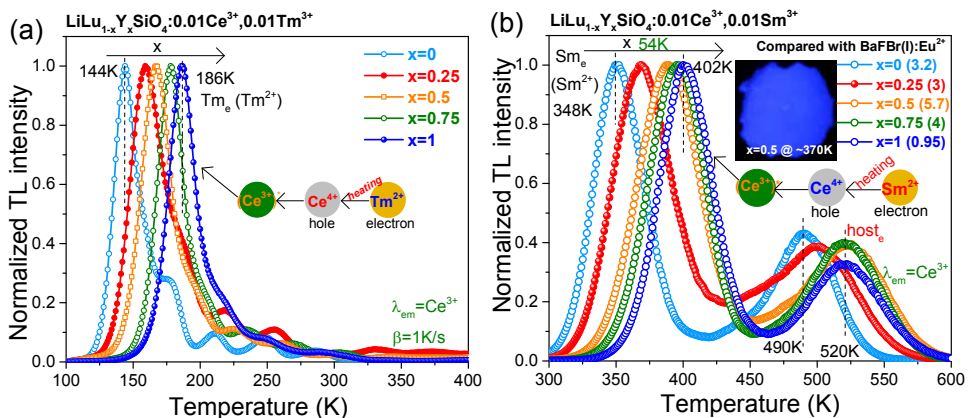 (a)
LiLu₁₋ₓYₓSiO₄:0.01Ce³⁺,0.01Tm³⁺
Normalized TL intensity
1.0
0.8
0.6
0.4
0.2
0.0
x
144K
186K
Tmₑ (Tm²⁺)
x=0
x=0.25
x=0.5
x=0.75
x=1
Ce³⁺
Ce⁴⁺
heating
Tm²⁺
hole
electron
λₑₘ=Ce³⁺
β=1K/s
100 150 200 250 300 350 400
Temperature (K)
(b)
LiLu₁₋ₓYₓSiO₄:0.01Ce³⁺,0.01Sm³⁺
Normalized TL intensity
1.0
0.8
0.6
0.4
0.2
0.0
x
54K
Smₑ
(Sm²⁺)
348K
402K
Compared with BaFBr(I):Eu²⁺
x=0 (3.2)
x=0.25 (3)
x=0.5 (5.7)
x=0.75 (4)
x=1 (0.95)
x=0.5 @ ~370K
Ce³⁺
Ce⁴⁺
heating
Sm²⁺
hole
electron
hostₑ
λₑₘ=Ce³⁺
490K
520K
300 350 400 450 500 550 600
Temperature (K)